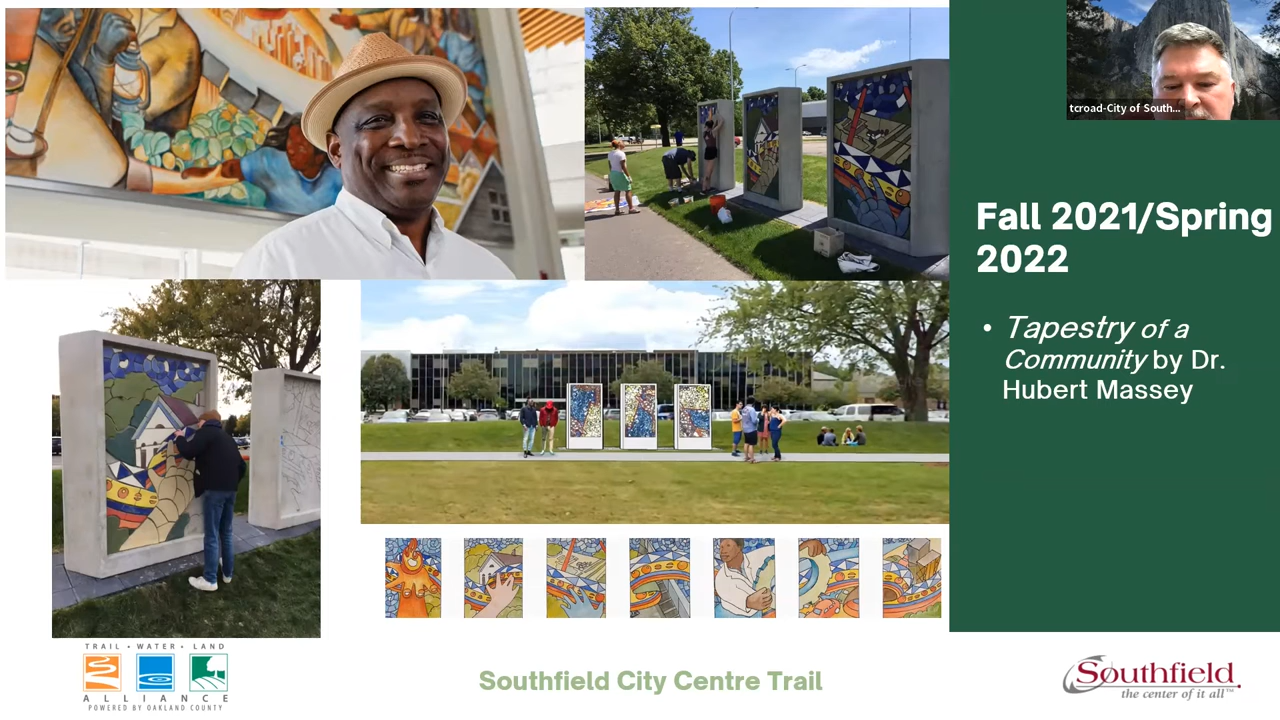 tcroad-City of South...
Fall 2021/Spring
2022
• Tapestry of a
Community by Dr.
Hubert Massey
TRAIL • WATER • LAND
ALLIANCE
POWERED BY OAKLAND COUNTY
Southfield City Centre Trail
Southfield
the center of it all™